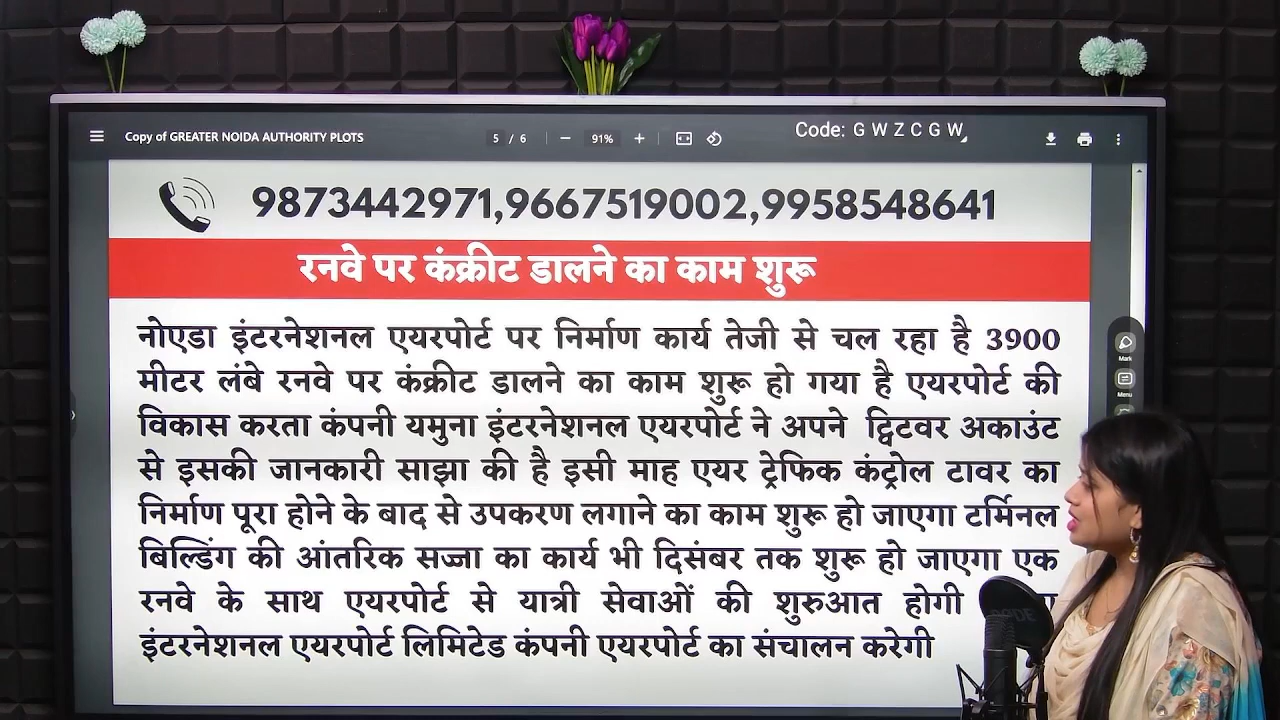 Copy of GREATER NOIDA AUTHORITY PLOTS 5 / 6 91% Code: G W Z C G W
9873442971,9667519002,9958548641
रनवे पर कंक्रीट डालने का काम शुरू
नोएडा इंटरनेशनल एयरपोर्ट पर निर्माण कार्य तेजी से चल रहा है 3900
मीटर लंबे रनवे पर कंक्रीट डालने का काम शुरू हो गया है एयरपोर्ट की
विकास करता कंपनी यमुना इंटरनेशनल एयरपोर्ट ने अपने ट्विटवर अकाउंट
से इसकी जानकारी साझा की है इसी माह एयर ट्रेफिक कंट्रोल टावर का
निर्माण पूरा होने के बाद से उपकरण लगाने का काम शुरू हो जाएगा टर्मिनल
बिल्डिंग की आंतरिक सज्जा का कार्य भी दिसंबर तक शुरू हो जाएगा एक
रनवे के साथ एयरपोर्ट से यात्री सेवाओं की शुरुआत होगी
इंटरनेशनल एयरपोर्ट लिमिटेड कंपनी एयरपोर्ट का संचालन करेगी
Mark
Menu